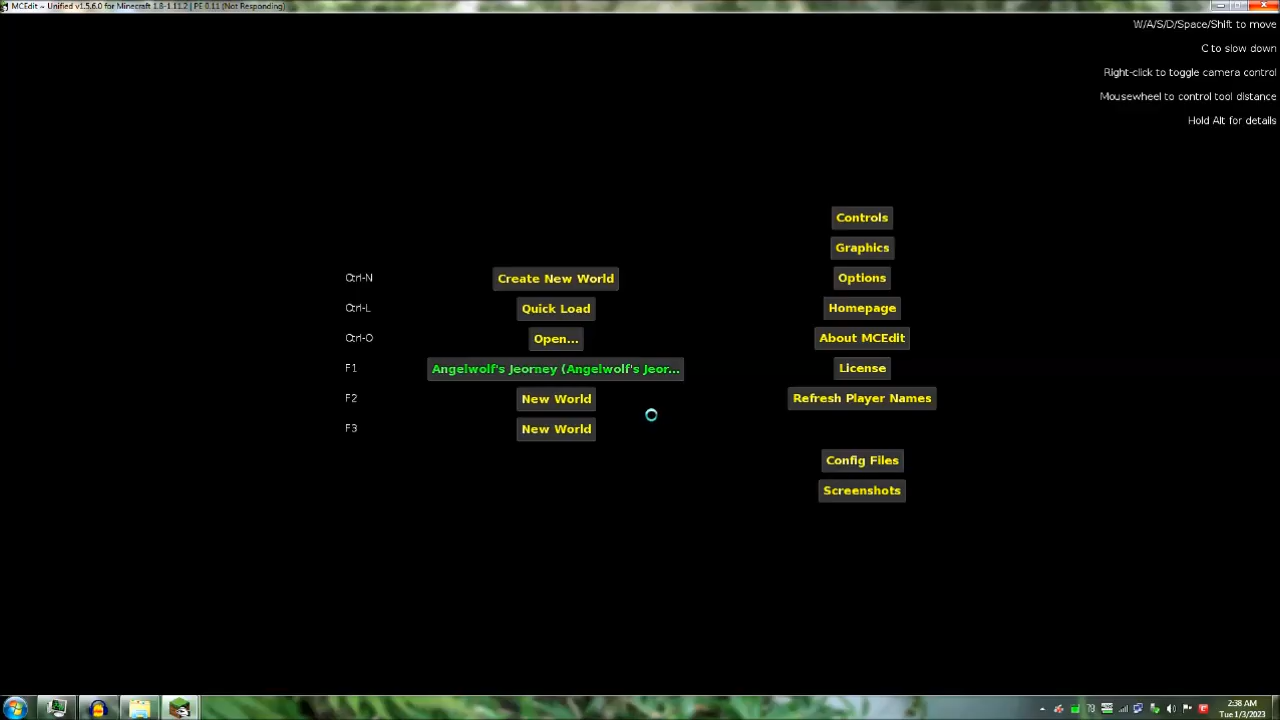 MCEdit ~ Unified v1.5.6.0 for Minecraft 1.8-1.11.2 | PE 0.11 (Not Responding)
W/A/S/D/Space/Shift to move
C to slow down
Right-click to toggle camera control
Mousewheel to control tool distance
Hold Alt for details
Controls
Graphics
Ctrl-N Create New World Options
Ctrl-L Quick Load Homepage
Ctrl-O Open... About MCEdit
F1 Angelwolf's Jeorney (Angelwolf's Jeor... License
F2 New World Refresh Player Names
F3 New World
Config Files
Screenshots
78
2:38 AM
Tue 1/3/2023